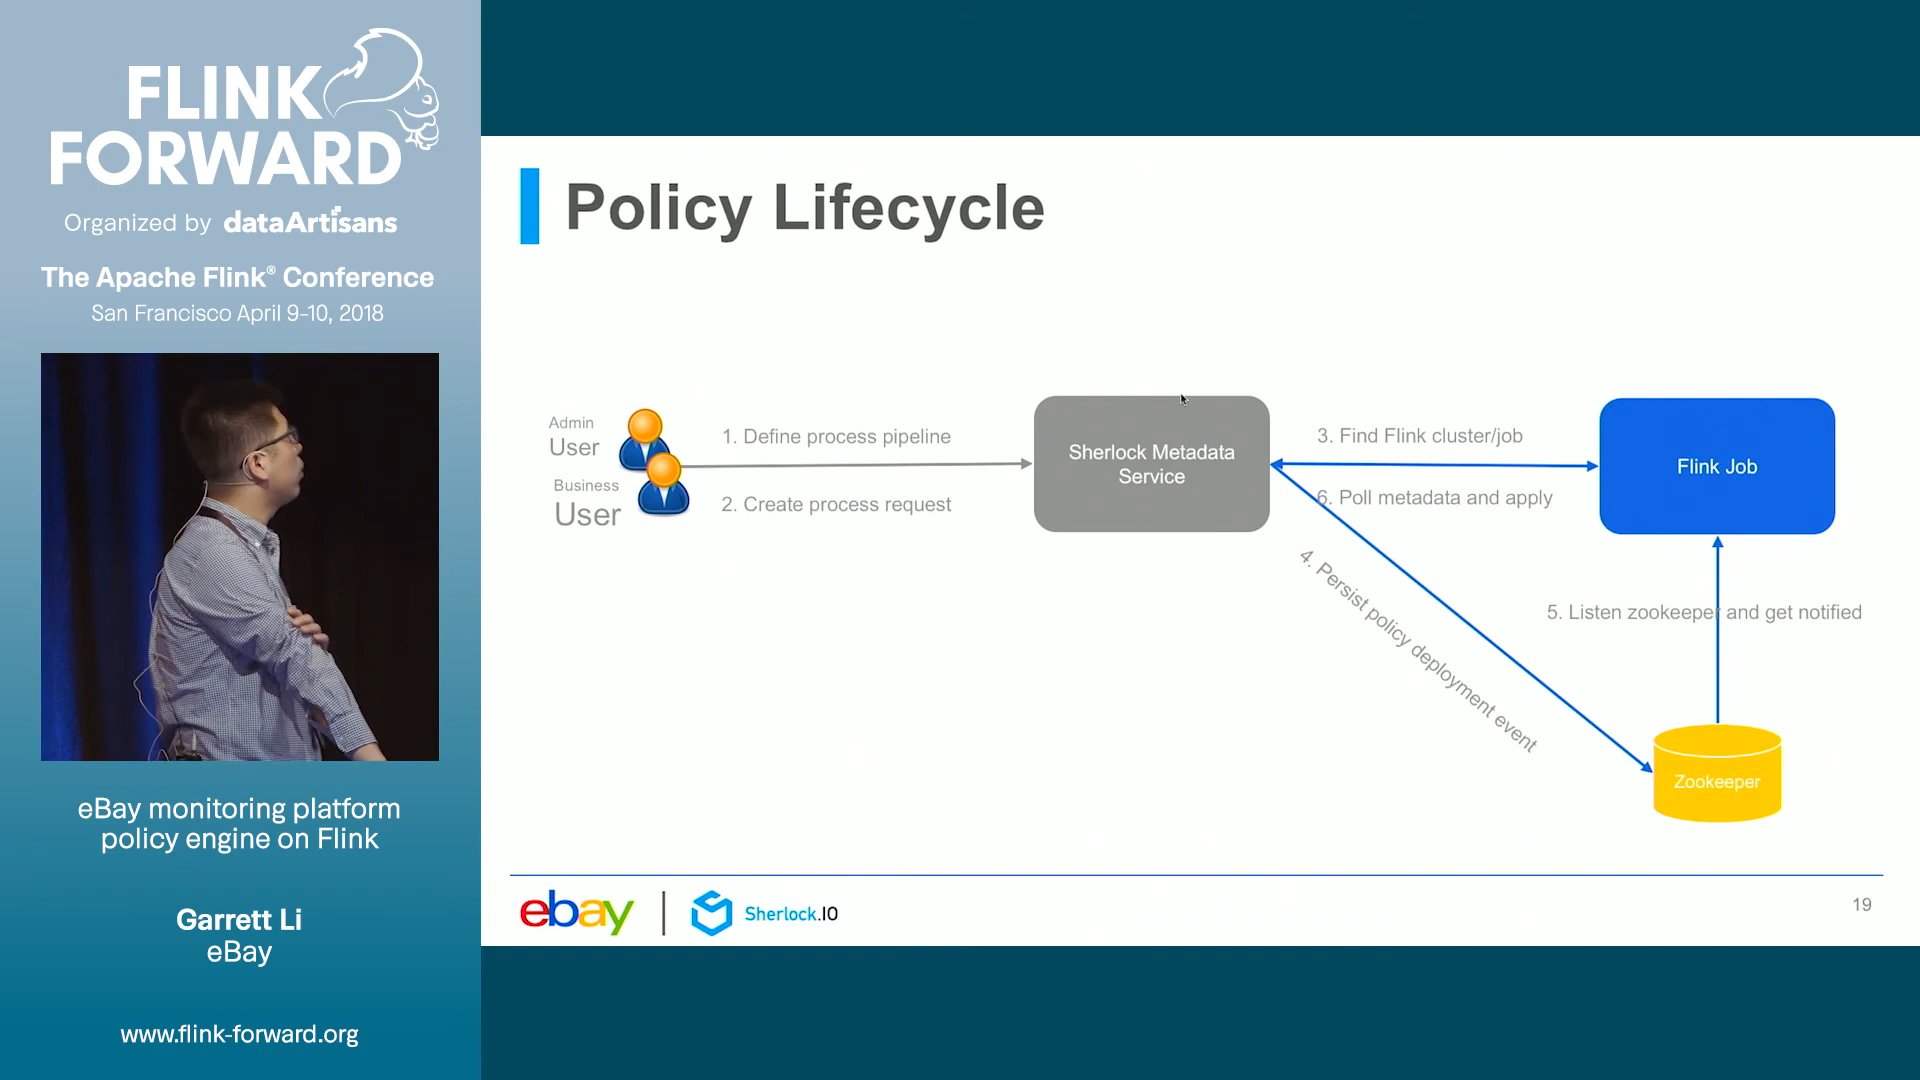 FLINK
FORWARD
Organized by dataArtisans
The Apache Flink® Conference
San Francisco April 9-10, 2018
eBay monitoring platform
policy engine on Flink
Garrett Li
eBay
www.flink-forward.org
Policy Lifecycle
Admin
User
Business
User
1. Define process pipeline
2. Create process request
Sherlock Metadata
Service
3. Find Flink cluster/job
6. Poll metadata and apply
Flink Job
4. Persist policy deployment event
5. Listen zookeeper and get notified
Zookeeper
ebay
Sherlock.IO
19